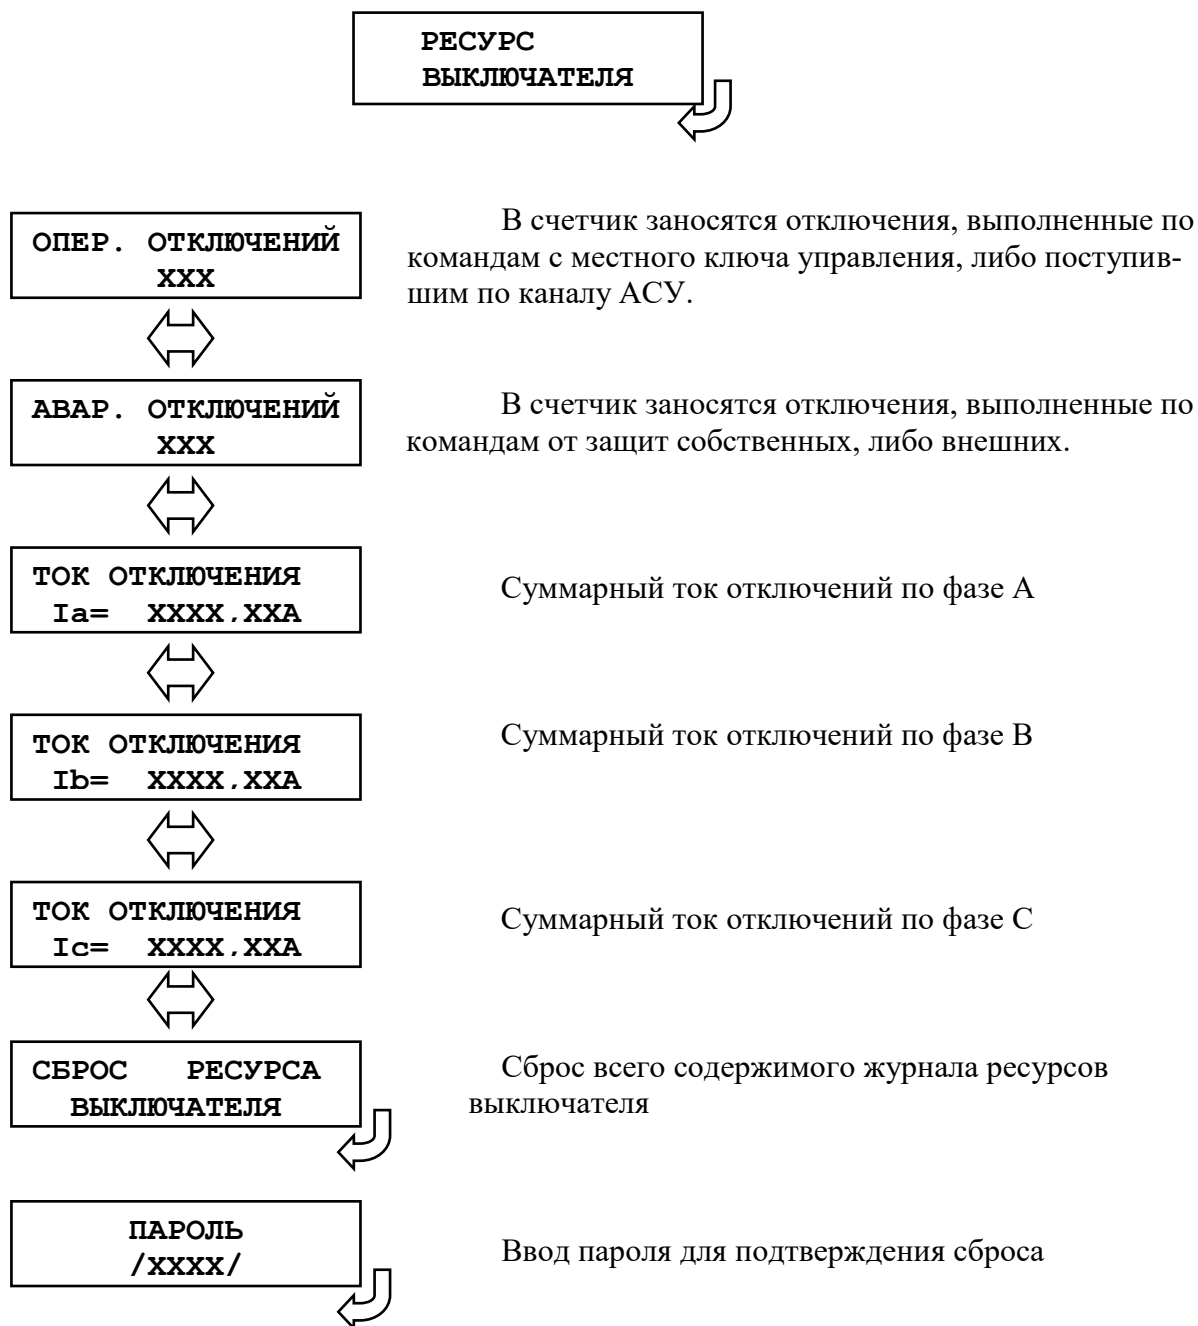 РЕСУРС
ВЫКЛЮЧАТЕЛЯ
ОПЕР. ОТКЛЮЧЕНИЙ
XXX
В счетчик заносятся отключения, выполненные по
командам с местного ключа управления, либо поступив-
шим по каналу АСУ.
АВАР. ОТКЛЮЧЕНИЙ
XXX
В счетчик заносятся отключения, выполненные по
командам от защит собственных, либо внешних.
ТОК ОТКЛЮЧЕНИЯ
Ia= XXXX,XXA
Суммарный ток отключений по фазе А
ТОК ОТКЛЮЧЕНИЯ
Ib= XXXX,XXA
Суммарный ток отключений по фазе В
ТОК ОТКЛЮЧЕНИЯ
Ic= XXXX,XXA
Суммарный ток отключений по фазе С
СБРОС РЕСУРСА
ВЫКЛЮЧАТЕЛЯ
Сброс всего содержимого журнала ресурсов
выключателя
ПАРОЛЬ
/XXXX/
Ввод пароля для подтверждения сброса